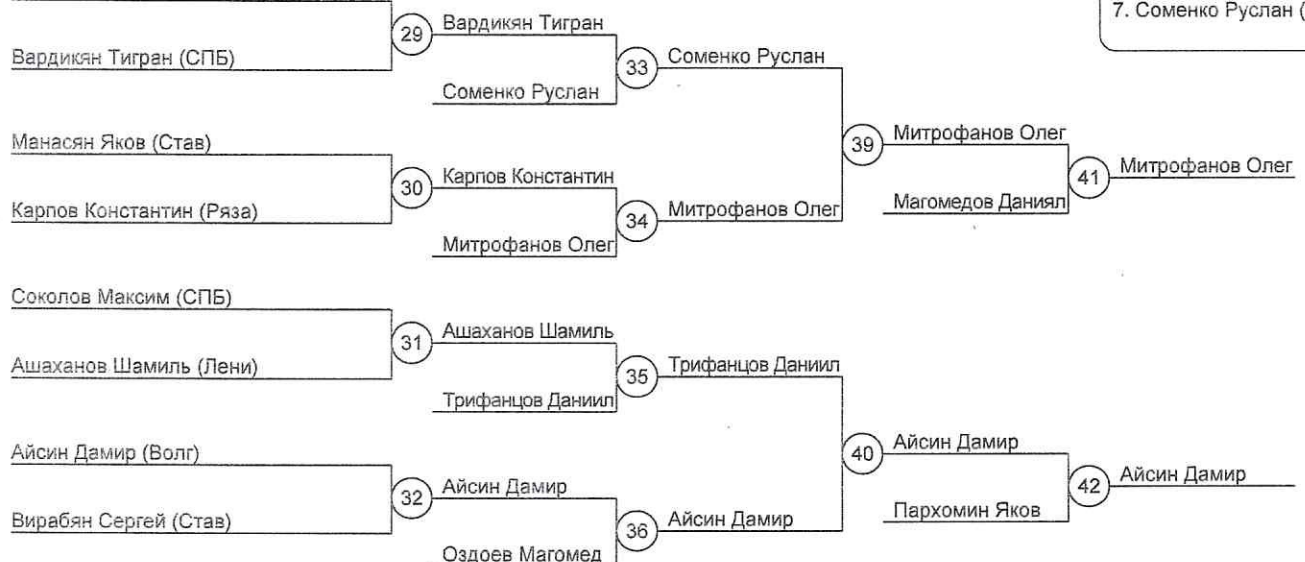 7. Соменко Руслан (
29
Вардикян Тигран
Вардикян Тигран (СПБ)
33
Соменко Руслан
Соменко Руслан
Манасян Яков (Став)
39
Митрофанов Олег
30
Карпов Константин
41
Митрофанов Олег
Карпов Константин (Ряза)
34
Митрофанов Олег
Магомедов Даниял
Митрофанов Олег
Соколов Максим (СПБ)
31
Ашаханов Шамиль
Ашаханов Шамиль (Лени)
35
Трифанцов Даниил
Трифанцов Даниил
Айсин Дамир (Волг)
40
Айсин Дамир
32
Айсин Дамир
42
Айсин Дамир
Вирабян Сергей (Став)
36
Айсин Дамир
Пархомин Яков
Оздоев Магомед